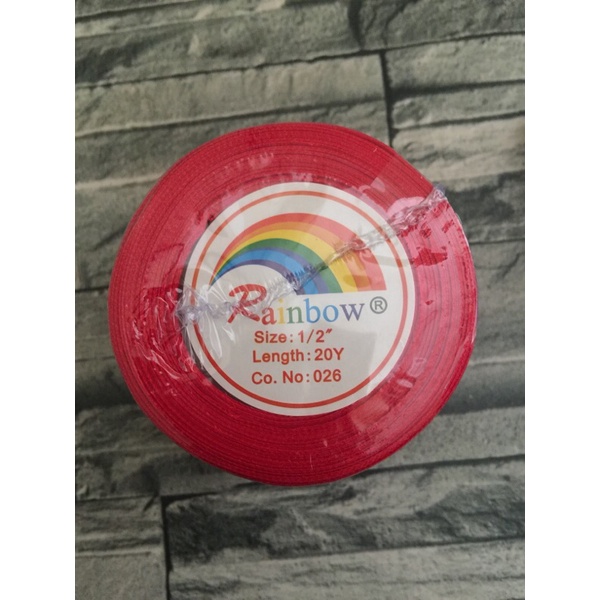 Rainbow®
Size: 1/2"
Length: 20Y
Co. No: 026